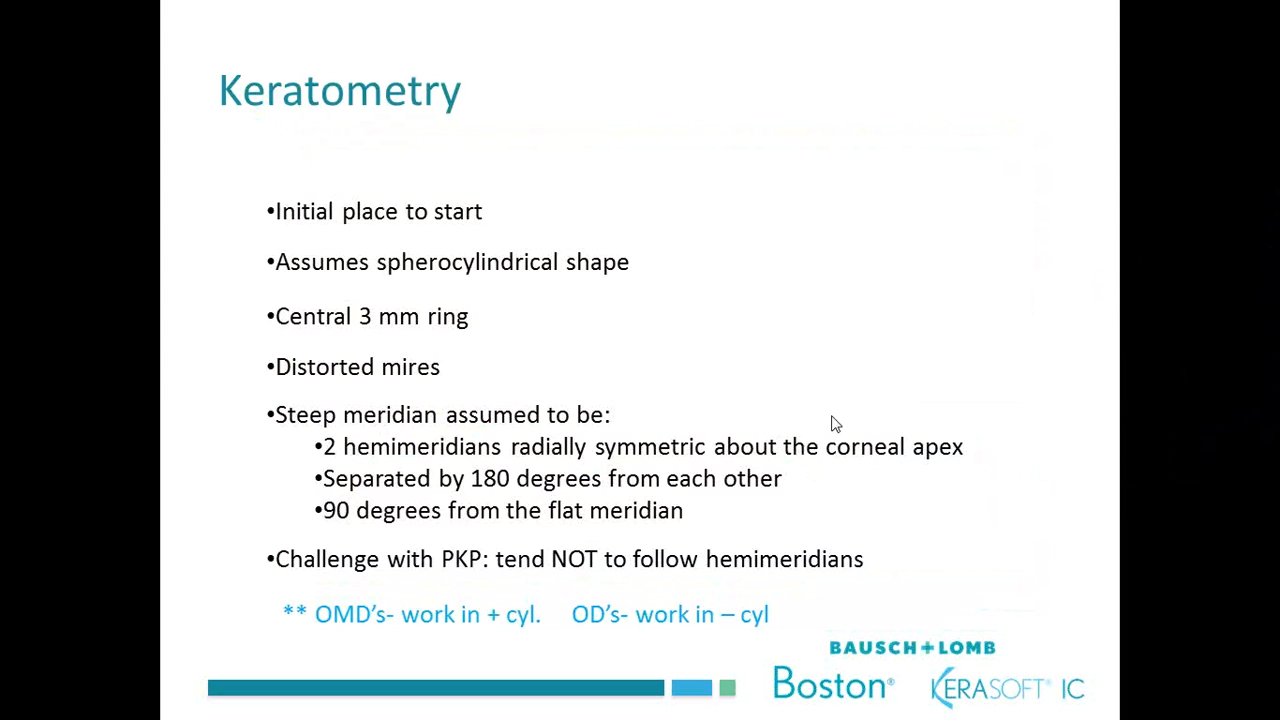 Keratometry
•Initial place to start
•Assumes spherocylindrical shape
•Central 3 mm ring
•Distorted mires
•Steep meridian assumed to be:
•2 hemimeridians radially symmetric about the corneal apex
•Separated by 180 degrees from each other
•90 degrees from the flat meridian
•Challenge with PKP: tend NOT to follow hemimeridians
** OMD’s- work in + cyl. OD’s- work in – cyl
BAUSCH+LOMB
Boston® KERASOFT® IC